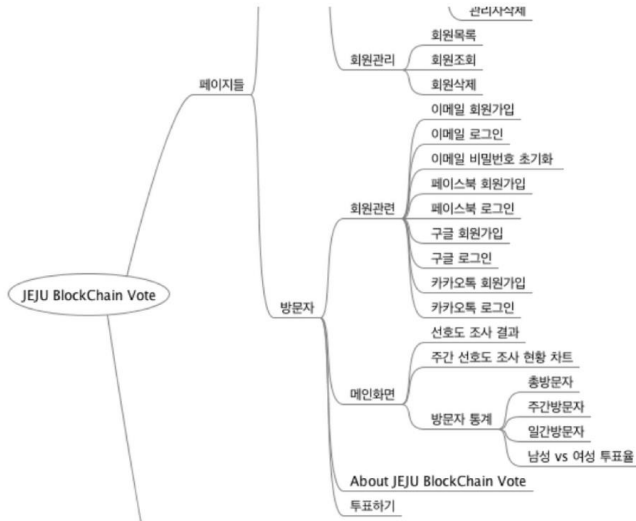 관리자삭제
회원목록
회원관리
회원조회
회원삭제
페이지들
이메일 회원가입
이메일 로그인
이메일 비밀번호 초기화
페이스북 회원가입
회원관련
페이스북 로그인
구글 회원가입
구글 로그인
카카오톡 회원가입
JEJU BlockChain Vote
카카오톡 로그인
방문자
선호도 조사 결과
주간 선호도 조사 현황 차트
메인화면
총방문자
주간방문자
방문자 통계
일간방문자
남성 vs 여성 투표율
About JEJU BlockChain Vote
투표하기